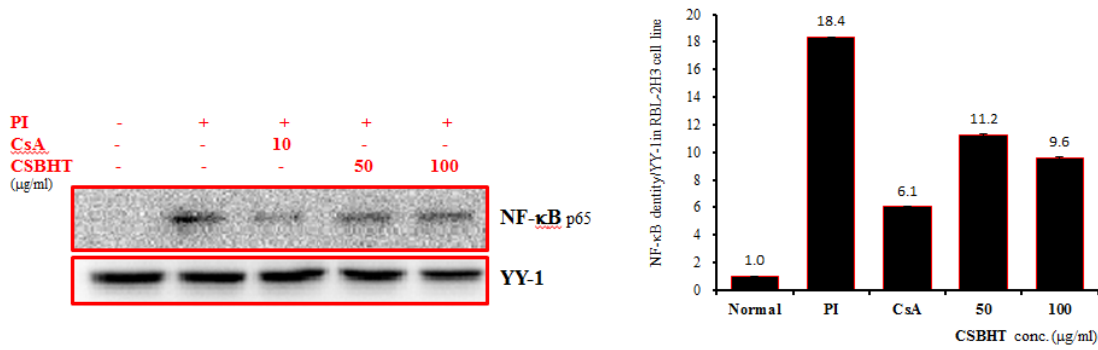 PI - + + + +
CsA - - 10 - -
CSBHT - - - 50 100
(μg/ml)
NF-κB p65
YY-1
NF-κB dentity/YY-1in RBL-2H3 cell line
20
18
16
14
12
10
8
6
4
2
0
1.0
18.4
6.1
11.2
9.6
Normal PI CsA 50 100
CSBHT conc. (μg/ml)